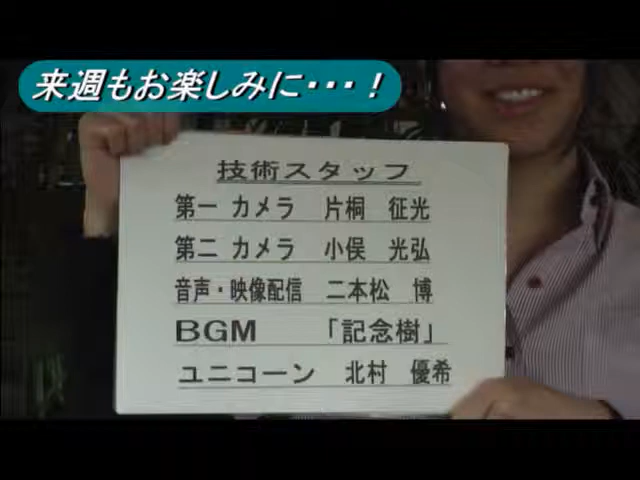 来週もお楽しみに・・・！
技術スタッフ
第一 カメラ 片桐 征光
第二 カメラ 小俣 光弘
音声・映像配信 二本松 博
BGM 「記念樹」
ユニコーン 北村 優希